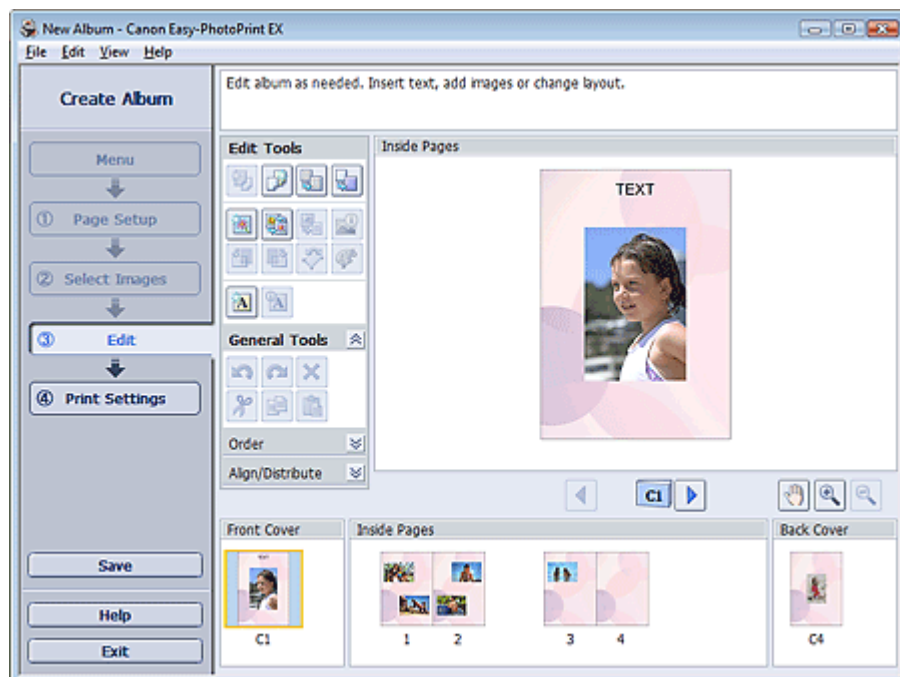 New Album - Canon Easy-PhotoPrint EX
File Edit View Help
Create Album
Edit album as needed. Insert text, add images or change layout.
Menu
① Page Setup
② Select Images
③ Edit
④ Print Settings
Save
Help
Exit
Edit Tools
A A
General Tools
Order
Align/Distribute
Inside Pages
TEXT
C1
Front Cover
C1
Inside Pages
1 2 3 4
Back Cover
C4